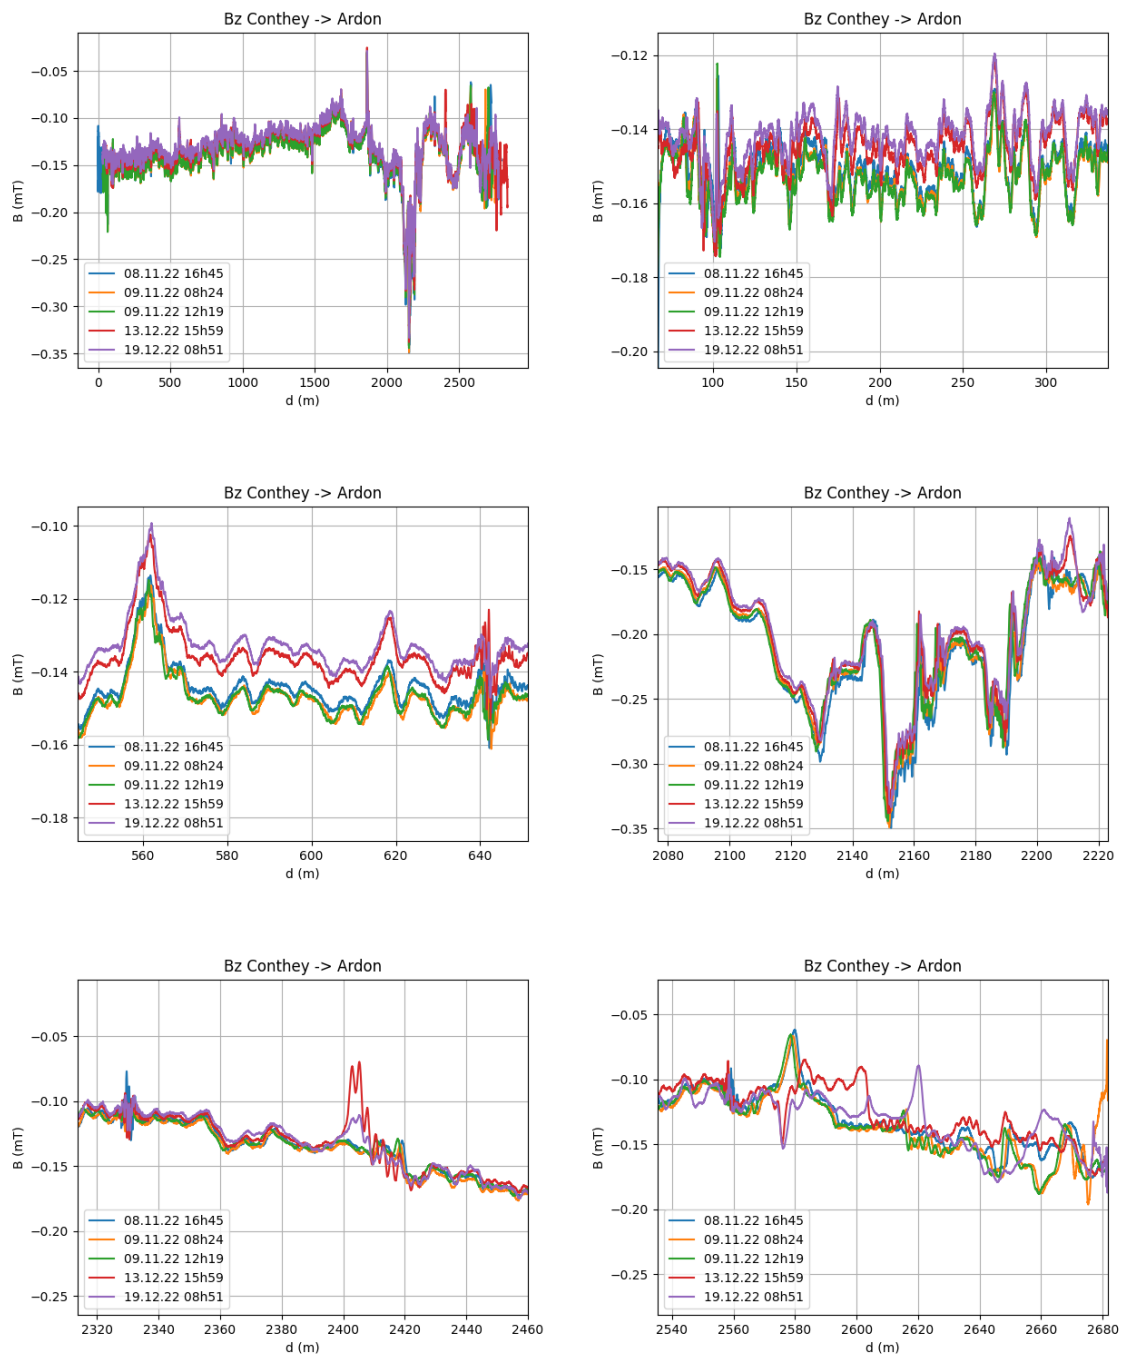 Bz Conthey -> Ardon
B (mT)
−0.05
−0.10
−0.15
−0.20
−0.25
−0.30
−0.35
08.11.22 16h45
09.11.22 08h24
09.11.22 12h19
13.12.22 15h59
19.12.22 08h51
0 500 1000 1500 2000 2500
d (m)
Bz Conthey -> Ardon
B (mT)
−0.12
−0.14
−0.16
−0.18
−0.20
08.11.22 16h45
09.11.22 08h24
09.11.22 12h19
13.12.22 15h59
19.12.22 08h51
100 150 200 250 300
d (m)
Bz Conthey -> Ardon
B (mT)
−0.10
−0.12
−0.14
−0.16
−0.18
08.11.22 16h45
09.11.22 08h24
09.11.22 12h19
13.12.22 15h59
19.12.22 08h51
560 580 600 620 640
d (m)
Bz Conthey -> Ardon
B (mT)
−0.15
−0.20
−0.25
−0.30
−0.35
08.11.22 16h45
09.11.22 08h24
09.11.22 12h19
13.12.22 15h59
19.12.22 08h51
2080 2100 2120 2140 2160 2180 2200 2220
d (m)
Bz Conthey -> Ardon
B (mT)
−0.05
−0.10
−0.15
−0.20
−0.25
08.11.22 16h45
09.11.22 08h24
09.11.22 12h19
13.12.22 15h59
19.12.22 08h51
2320 2340 2360 2380 2400 2420 2440 2460
d (m)
Bz Conthey -> Ardon
B (mT)
−0.05
−0.10
−0.15
−0.20
−0.25
08.11.22 16h45
09.11.22 08h24
09.11.22 12h19
13.12.22 15h59
19.12.22 08h51
2540 2560 2580 2600 2620 2640 2660 2680
d (m)